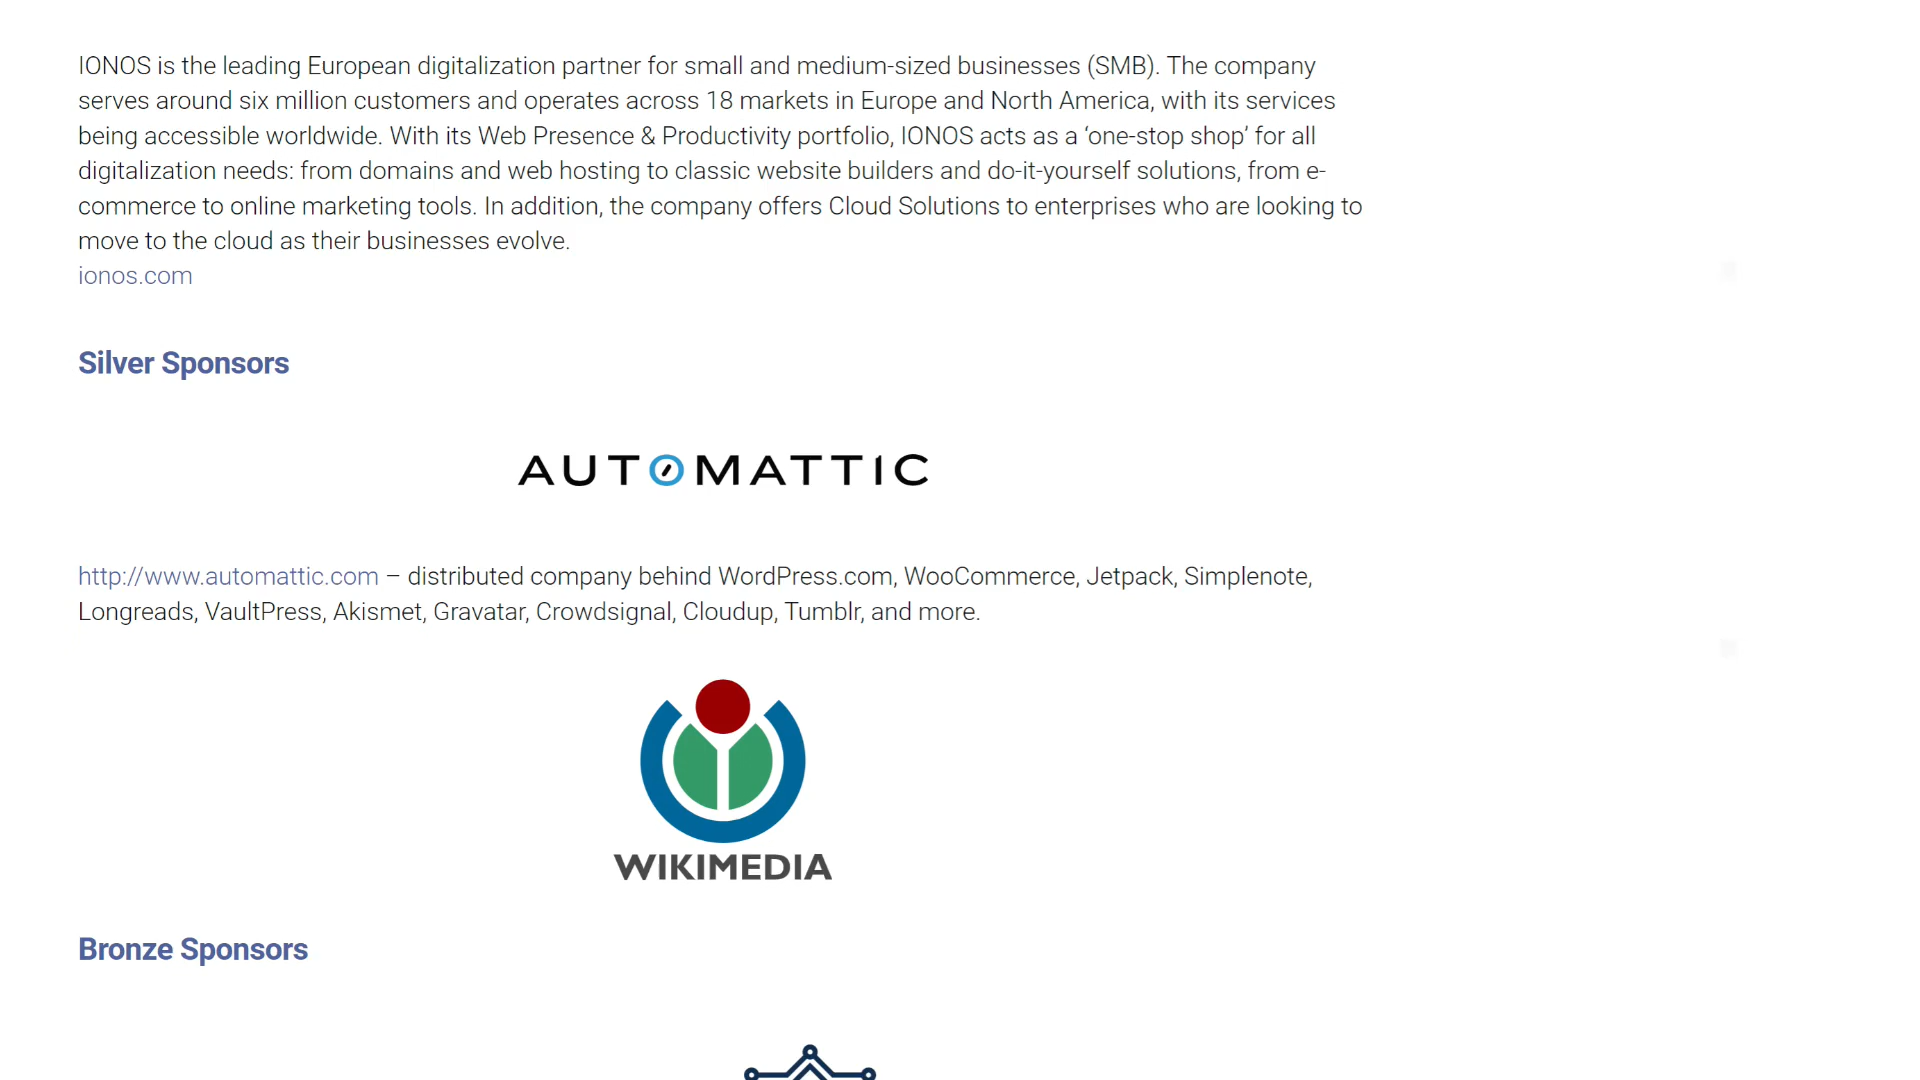 IONOS is the leading European digitalization partner for small and medium-sized businesses (SMB). The company
serves around six million customers and operates across 18 markets in Europe and North America, with its services
being accessible worldwide. With its Web Presence & Productivity portfolio, IONOS acts as a ‘one-stop shop’ for all
digitalization needs: from domains and web hosting to classic website builders and do-it-yourself solutions, from e-
commerce to online marketing tools. In addition, the company offers Cloud Solutions to enterprises who are looking to
move to the cloud as their businesses evolve.
ionos.com
Silver Sponsors
AUTOMATTIC
http://www.automattic.com – distributed company behind WordPress.com, WooCommerce, Jetpack, Simplenote,
Longreads, VaultPress, Akismet, Gravatar, Crowdsignal, Cloudup, Tumblr, and more.
WIKIMEDIA
Bronze Sponsors